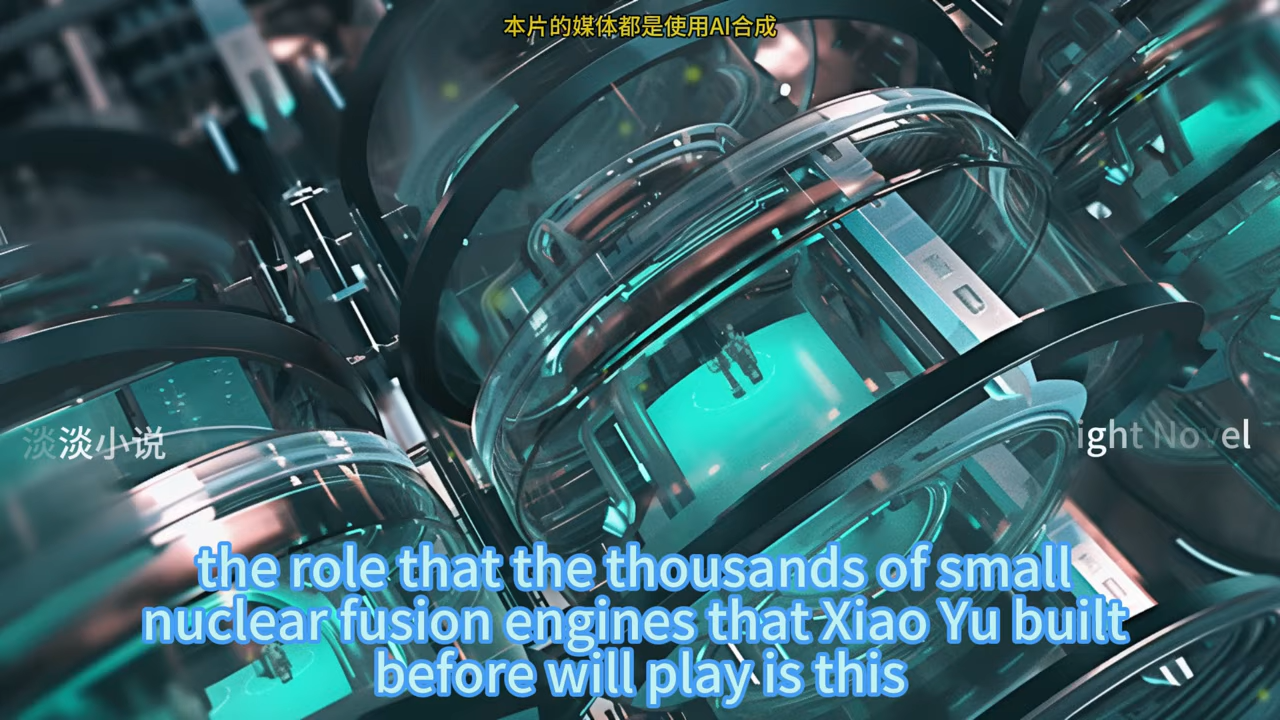 本片的媒体都是使用AI合成
淡淡小说
ight Novel
the role that the thousands of small
nuclear fusion engines that Xiao Yu built
before will play is this